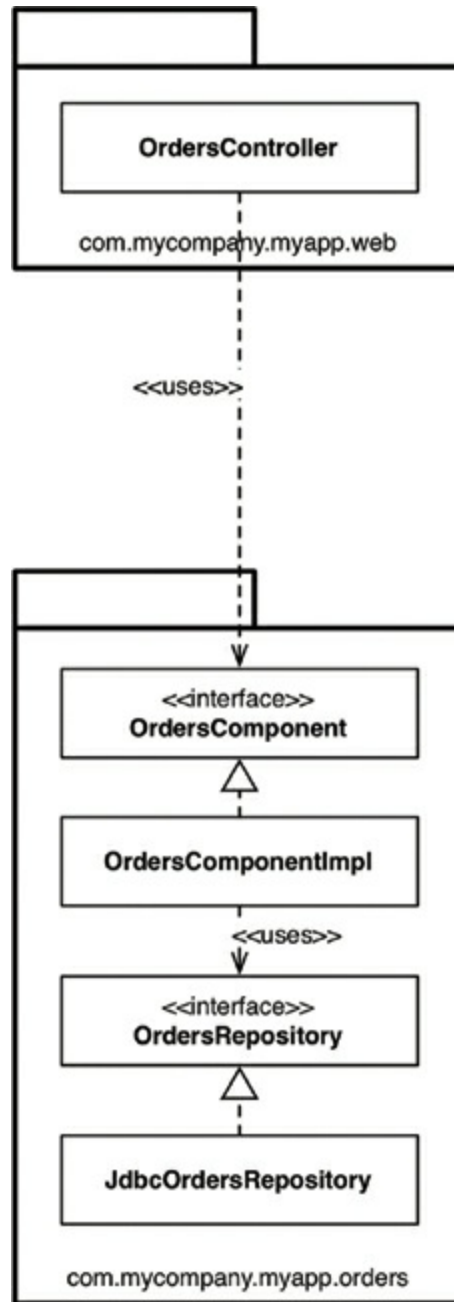 OrdersController
com.mycompany.myapp.web
<<uses>>
<<interface>>
OrdersComponent
OrdersComponentImpl
<<uses>>
<<interface>>
OrdersRepository
JdbcOrdersRepository
com.mycompany.myapp.orders